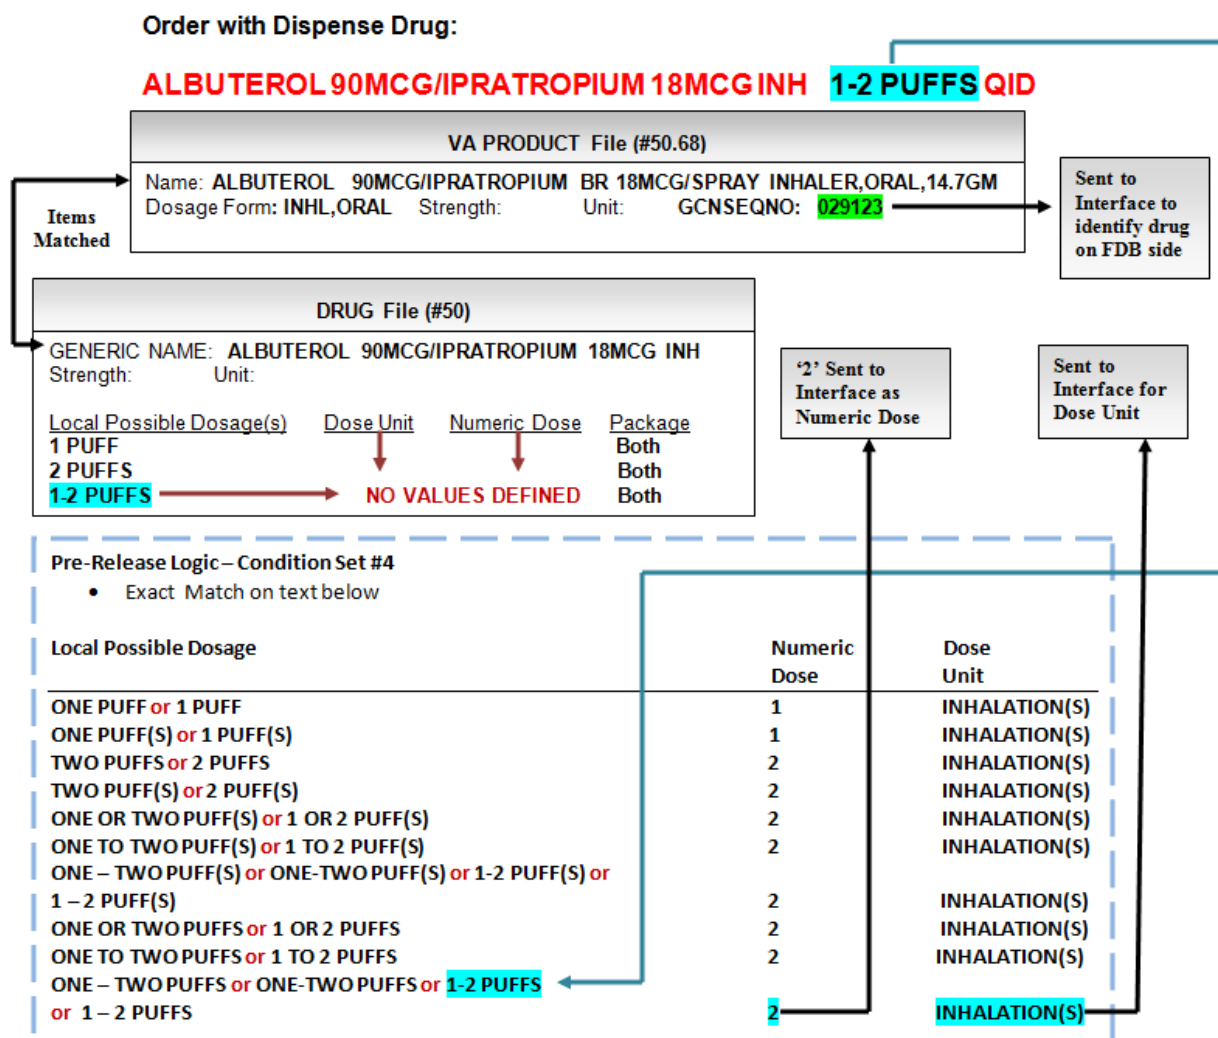 Order with Dispense Drug:
ALBUTEROL 90MCG/IPRATROPIUM 18MCG INH 1-2 PUFFS QID
VA PRODUCT File (#50.68)
Name: ALBUTEROL 90MCG/IPRATROPIUM BR 18MCG/SPRAY INHALER,ORAL,14.7GM
Dosage Form: INHL,ORAL Strength: Unit: GCNSEQNO: 029123
Sent to
Interface to
identify drug
on FDB side
Items
Matched
DRUG File (#50)
GENERIC NAME: ALBUTEROL 90MCG/IPRATROPIUM 18MCG INH
Strength: Unit:
Local Possible Dosage(s) Dose Unit Numeric Dose Package
1 PUFF Both
2 PUFFS Both
1-2 PUFFS NO VALUES DEFINED Both
‘2’ Sent to
Interface as
Numeric Dose
Sent to
Interface for
Dose Unit
Pre-Release Logic – Condition Set #4
• Exact Match on text below
Local Possible Dosage Numeric Dose
Dose Unit
ONE PUFF or 1 PUFF 1 INHALATION(S)
ONE PUFF(S) or 1 PUFF(S) 1 INHALATION(S)
TWO PUFFS or 2 PUFFS 2 INHALATION(S)
TWO PUFF(S) or 2 PUFF(S) 2 INHALATION(S)
ONE OR TWO PUFF(S) or 1 OR 2 PUFF(S) 2 INHALATION(S)
ONE TO TWO PUFF(S) or 1 TO 2 PUFF(S) 2 INHALATION(S)
ONE – TWO PUFF(S) or ONE-TWO PUFF(S) or 1-2 PUFF(S) or
1 – 2 PUFF(S) 2 INHALATION(S)
ONE OR TWO PUFFS or 1 OR 2 PUFFS 2 INHALATION(S)
ONE TO TWO PUFFS or 1 TO 2 PUFFS 2 INHALATION(S)
ONE – TWO PUFFS or ONE-TWO PUFFS or 1-2 PUFFS
or 1 – 2 PUFFS 2 INHALATION(S)